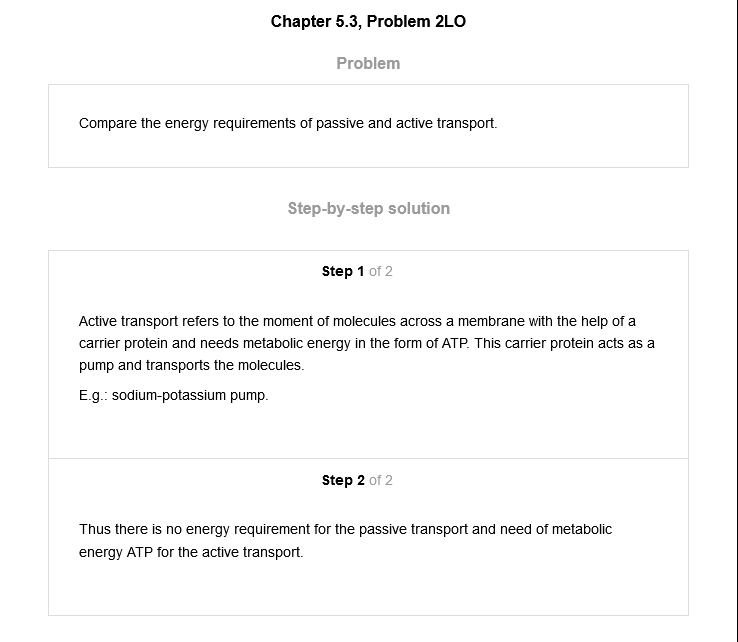 Chapter 5.3, Problem 2LO
Problem
Compare the energy requirements of passive and active transport.
Step-by-step solution
Step 1 of 2
Active transport refers to the moment of molecules across a membrane with the help of a
carrier protein and needs metabolic energy in the form of ATP. This carrier protein acts as a
pump and transports the molecules.
E.g.: sodium-potassium pump.
Step 2 of 2
Thus there is no energy requirement for the passive transport and need of metabolic
energy ATP for the active transport.